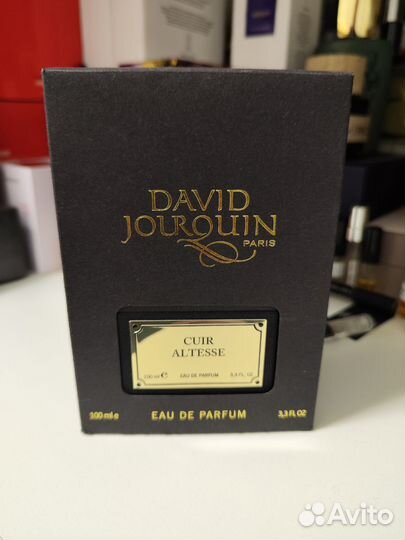 DAVID
JOURQUIN
PARIS
CUIR
ALTESSE
100 ml e EAU DE PARFUM 3,3 FL. OZ
100 ml e EAU DE PARFUM 3,3 FL OZ
Avito